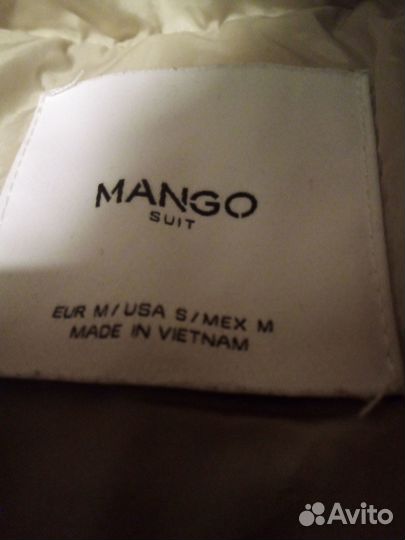 MANGO
SUIT
EUR M / USA S / MEX M
MADE IN VIETNAM
Avito